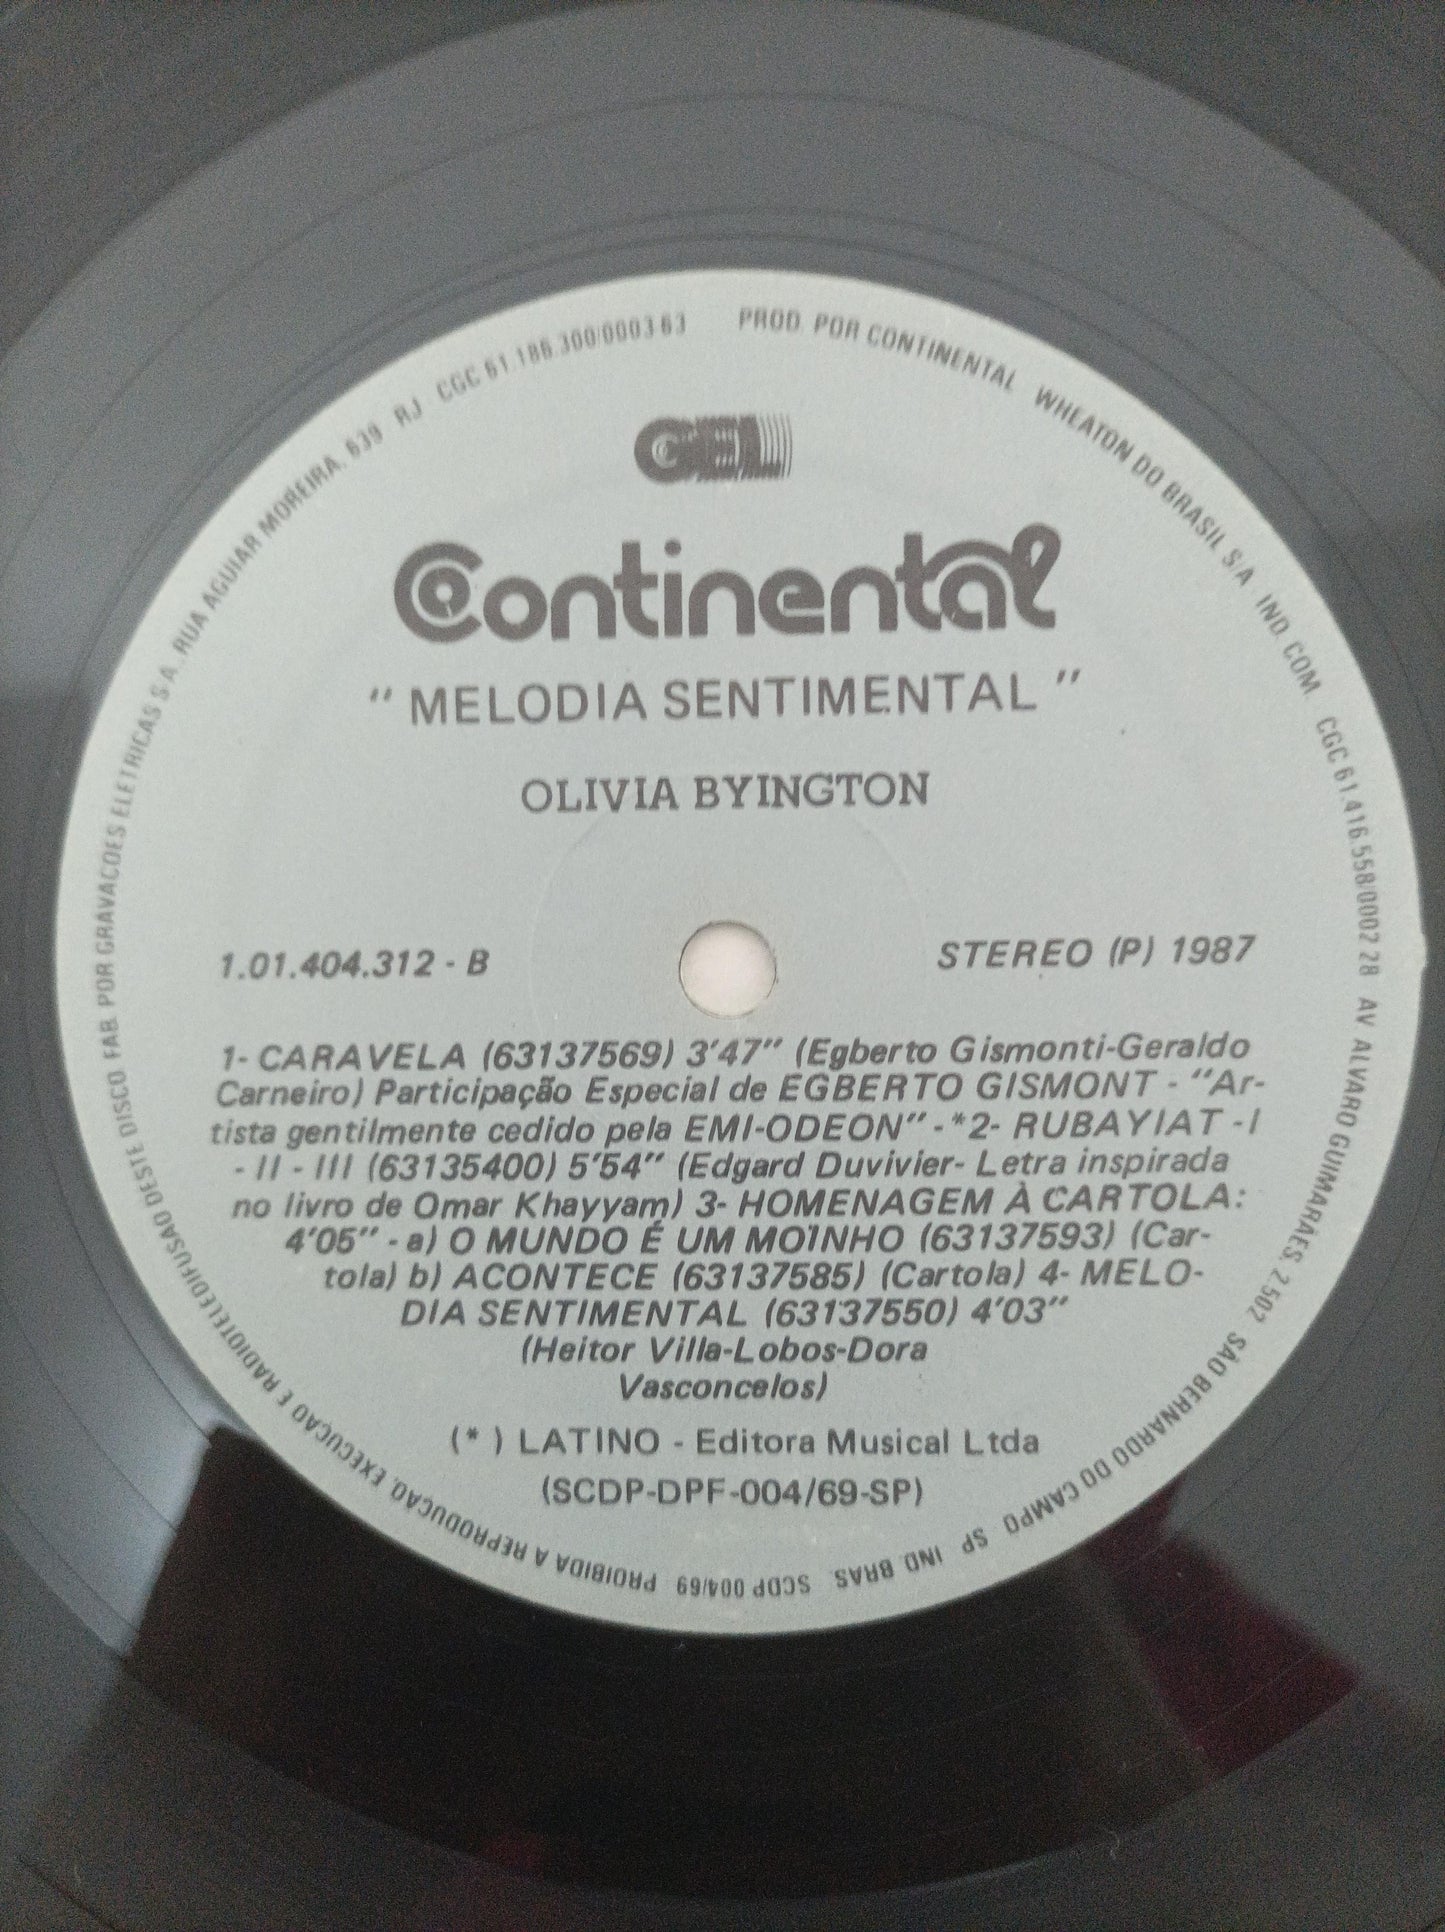 GEL
Continental
" MELODIA SENTIMENTAL "
OLIVIA BYINGTON
1.01.404.312 - B
STEREO (P) 1987
1- CARAVELA (63137569) 3'47" (Egberto Gismonti-Geraldo
Carneiro) Participação Especial de EGBERTO GISMONT - "Ar-
tista gentilmente cedido pela EMI-ODEON" - *2- RUBAYIAT - I
- II - III (63135400) 5'54" (Edgard Duvivier- Letra inspirada
no livro de Omar Khayyam) 3- HOMENAGEM À CARTOLA:
4'05" - a) O MUNDO É UM MOINHO (63137593) (Car-
tola) b) ACONTECE (63137585) (Cartola) 4- MELO-
DIA SENTIMENTAL (63137550) 4'03"
(Heitor Villa-Lobos-Dora
Vasconcelos)
(*) LATINO - Editora Musical Ltda
(SCDP-DPF-004/69-SP)
PROD. POR CONTINENTAL WHEATON DO BRASIL S/A IND. COM. CGC 61.416.558/0002 28 AV ALVARO GUIMARÃES, 2.502 SÃO BERNARDO DO CAMPO SP IND. BRAS. SCDP 004/69 PROIBIDA A REPRODUCAO, EXECUCAO E RADIOTELEDIFUSAO DESTE DISCO. FAB. POR GRAVACOES ELETRICAS S.A. RUA AGUIAR MOREIRA, 639 RJ CGC 61.186.300/0003 63